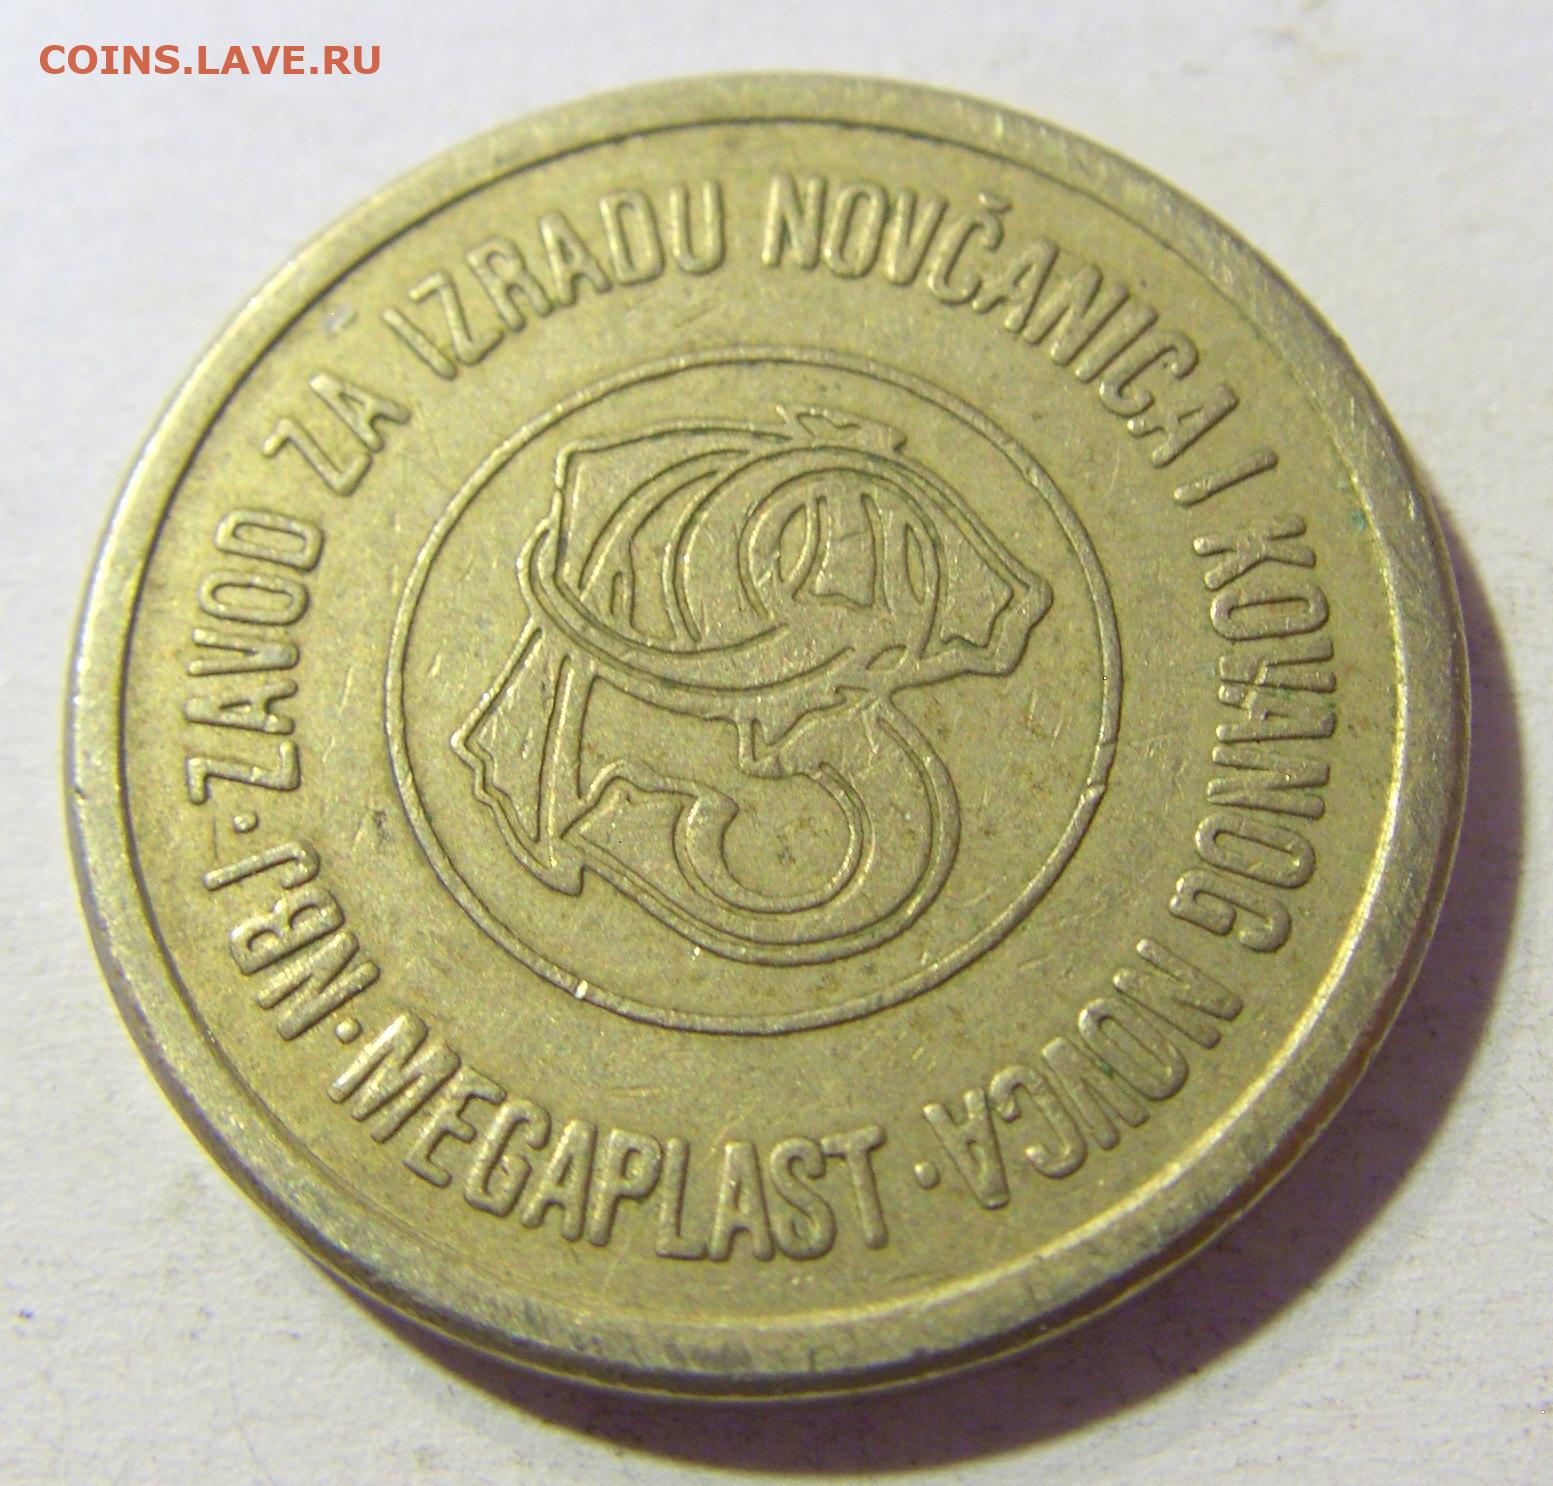 COINS.LAVE.RU
NBJ · ZAVOD ZA IZRADU NOVČANICA I KOVANOG NOVCA · MEGAPLAST ·